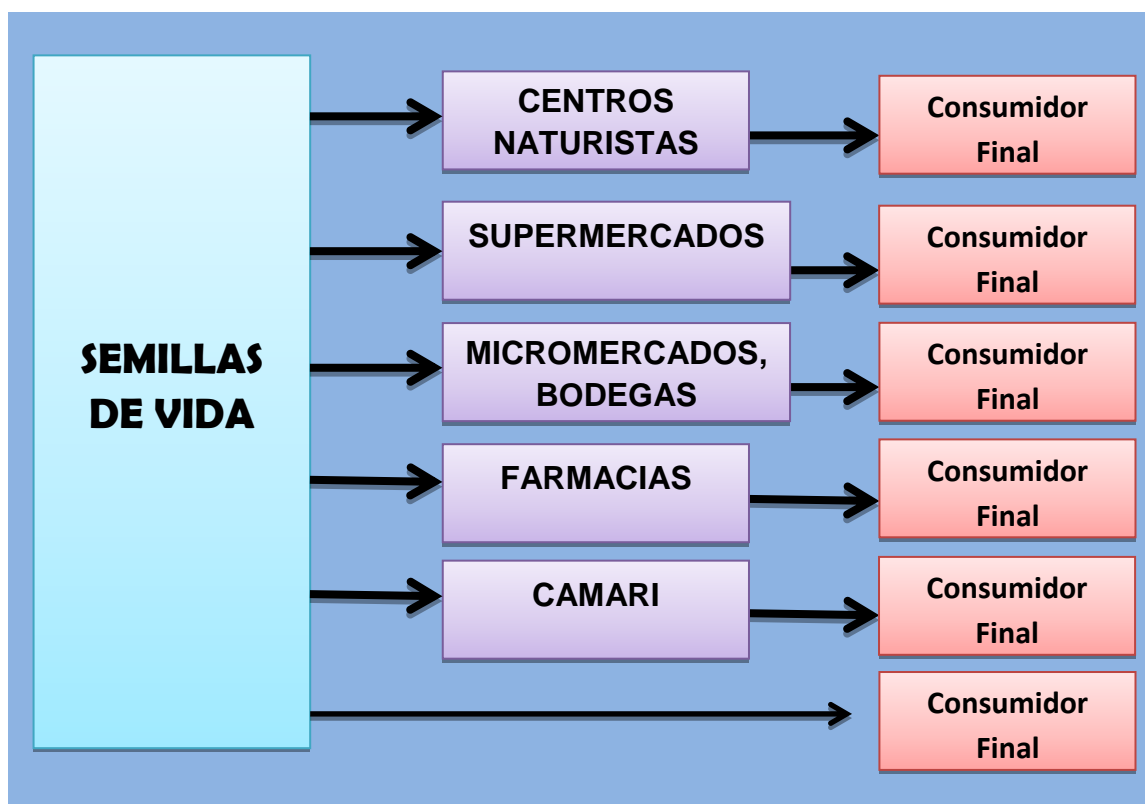 SEMILLAS
DE VIDA
CENTROS
NATURISTAS
Consumidor
Final
SUPERMERCADOS
Consumidor
Final
MICROMERCADOS,
BODEGAS
Consumidor
Final
FARMACIAS
Consumidor
Final
CAMARI
Consumidor
Final
Consumidor
Final